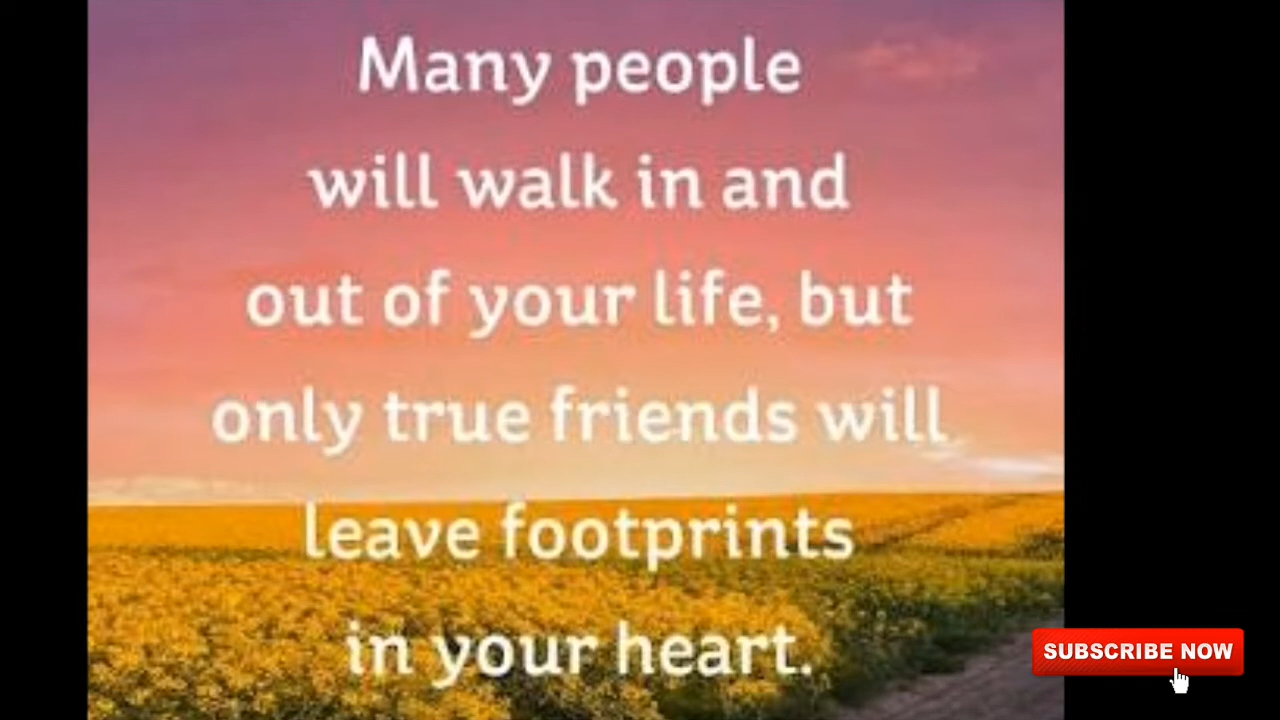 Many people
will walk in and
out of your life, but
only true friends will
leave footprints
in your heart.
SUBSCRIBE NOW